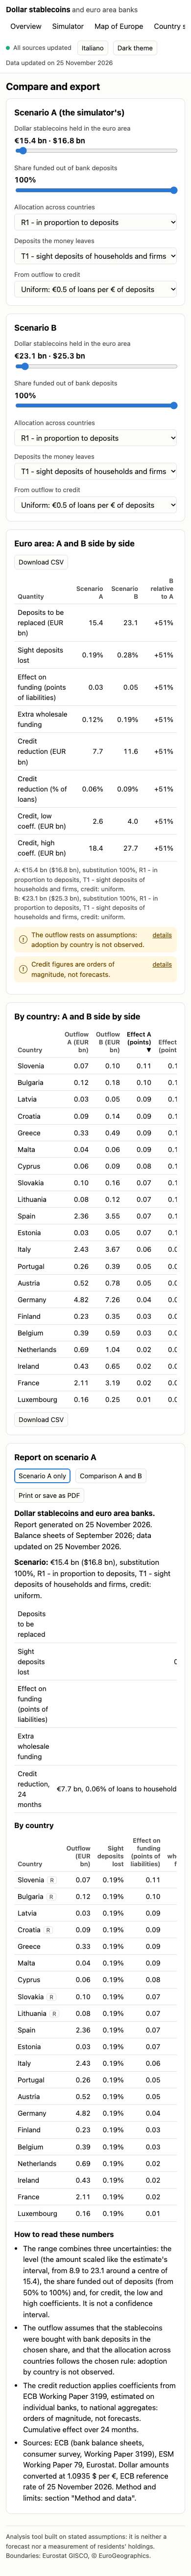 Dollar stablecoins and euro area banks
Overview Simulator Map of Europe Country s
All sources updated Italiano Dark theme
Data updated on 25 November 2026
Compare and export
Scenario A (the simulator's)
Dollar stablecoins held in the euro area
€15.4 bn · $16.8 bn
Share funded out of bank deposits
100%
Allocation across countries
R1 - in proportion to deposits
Deposits the money leaves
T1 - sight deposits of households and firms
From outflow to credit
Uniform: €0.5 of loans per € of deposits
Scenario B
Dollar stablecoins held in the euro area
€23.1 bn · $25.3 bn
Share funded out of bank deposits
100%
Allocation across countries
R1 - in proportion to deposits
Deposits the money leaves
T1 - sight deposits of households and firms
From outflow to credit
Uniform: €0.5 of loans per € of deposits
Euro area: A and B side by side
Download CSV
Quantity Scenario A Scenario B B relative to A
Deposits to be replaced (EUR bn) 15.4 23.1 +51%
Sight deposits lost 0.19% 0.28% +51%
Effect on funding (points of liabilities) 0.03 0.05 +51%
Extra wholesale funding 0.12% 0.19% +51%
Credit reduction (EUR bn) 7.7 11.6 +51%
Credit reduction (% of loans) 0.06% 0.09% +51%
Credit, low coeff. (EUR bn) 2.6 4.0 +51%
Credit, high coeff. (EUR bn) 18.4 27.7 +51%
A: €15.4 bn ($16.8 bn), substitution 100%, R1 - in
proportion to deposits, T1 - sight deposits of
households and firms, credit: uniform.
B: €23.1 bn ($25.3 bn), substitution 100%, R1 - in
proportion to deposits, T1 - sight deposits of
households and firms, credit: uniform.
The outflow rests on assumptions: details
adoption by country is not observed.
Credit figures are orders of details
magnitude, not forecasts.
By country: A and B side by side
Country Outflow A (EUR bn) Outflow B (EUR bn) Effect A (points) ▼ Effect (point
Slovenia 0.07 0.10 0.11 0.1
Bulgaria 0.12 0.18 0.10 0.1
Latvia 0.03 0.05 0.09 0.1
Croatia 0.09 0.14 0.09 0.1
Greece 0.33 0.49 0.09 0.1
Malta 0.04 0.06 0.09 0.1
Cyprus 0.06 0.09 0.08 0.1
Slovakia 0.10 0.16 0.07 0.1
Lithuania 0.08 0.12 0.07 0.1
Spain 2.36 3.55 0.07 0.1
Estonia 0.03 0.05 0.07 0.1
Italy 2.43 3.67 0.06 0.0
Portugal 0.26 0.39 0.05 0.0
Austria 0.52 0.78 0.05 0.0
Germany 4.82 7.26 0.04 0.0
Finland 0.23 0.35 0.03 0.0
Belgium 0.39 0.59 0.03 0.0
Netherlands 0.69 1.04 0.02 0.0
Ireland 0.43 0.65 0.02 0.0
France 2.11 3.19 0.02 0.0
Luxembourg 0.16 0.25 0.01 0.0
Download CSV
Report on scenario A
Scenario A only Comparison A and B
Print or save as PDF
Dollar stablecoins and euro area banks.
Report generated on 25 November 2026.
Balance sheets of September 2026; data
updated on 25 November 2026.
Scenario: €15.4 bn ($16.8 bn), substitution
100%, R1 - in proportion to deposits, T1 - sight
deposits of households and firms, credit:
uniform.
Deposits to be replaced
Sight deposits lost
Effect on funding (points of liabilities)
Extra wholesale funding
Credit reduction, 24 months €7.7 bn, 0.06% of loans to household
By country
Country Outflow (EUR bn) Sight deposits lost Effect on funding (points of liabilities) wh f
Slovenia R 0.07 0.19% 0.11
Bulgaria R 0.12 0.19% 0.10
Latvia 0.03 0.19% 0.09
Croatia R 0.09 0.19% 0.09
Greece 0.33 0.19% 0.09
Malta 0.04 0.19% 0.09
Cyprus 0.06 0.19% 0.08
Slovakia R 0.10 0.19% 0.07
Lithuania R 0.08 0.19% 0.07
Spain 2.36 0.19% 0.07
Estonia 0.03 0.19% 0.07
Italy 2.43 0.19% 0.06
Portugal 0.26 0.19% 0.05
Austria 0.52 0.19% 0.05
Germany 4.82 0.19% 0.04
Finland 0.23 0.19% 0.03
Belgium 0.39 0.19% 0.03
Netherlands 0.69 0.19% 0.02
Ireland 0.43 0.19% 0.02
France 2.11 0.19% 0.02
Luxembourg 0.16 0.19% 0.01
How to read these numbers
• The range combines three uncertainties: the
level (the amount scaled like the estimate's
interval, from 8.9 to 23.1 around a centre of
15.4), the share funded out of deposits (from
50% to 100%) and, for credit, the low and
high coefficients. It is not a confidence
interval.
• The outflow assumes that the stablecoins
were bought with bank deposits in the
chosen share, and that the allocation across
countries follows the chosen rule: adoption
by country is not observed.
• The credit reduction applies coefficients from
ECB Working Paper 3199, estimated on
individual banks, to national aggregates:
orders of magnitude, not forecasts.
Cumulative effect over 24 months.
• Sources: ECB (bank balance sheets,
consumer survey, Working Paper 3199), ESM
Working Paper 79, Eurostat. Dollar amounts
converted at 1.0935 $ per €, ECB reference
rate of 25 November 2026. Method and
limits: section "Method and data".
Analysis tool built on stated assumptions: it is neither a
forecast nor a measurement of residents' holdings.
Boundaries: Eurostat GISCO, © EuroGeographics.